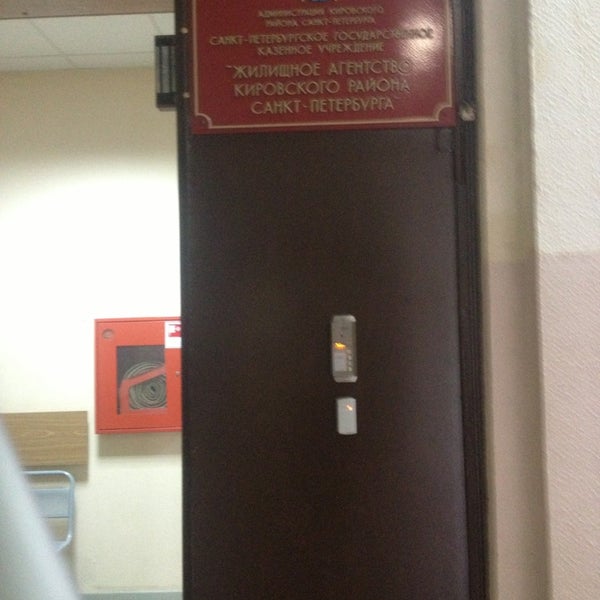 АДМИНИСТРАЦИЯ КИРОВСКОГО
РАЙОНА САНКТ-ПЕТЕРБУРГА
САНКТ-ПЕТЕРБУРГСКОЕ ГОСУДАРСТВЕННОЕ
КАЗЕННОЕ УЧРЕЖДЕНИЕ
"ЖИЛИЩНОЕ АГЕНТСТВО
КИРОВСКОГО РАЙОНА
САНКТ-ПЕТЕРБУРГА"